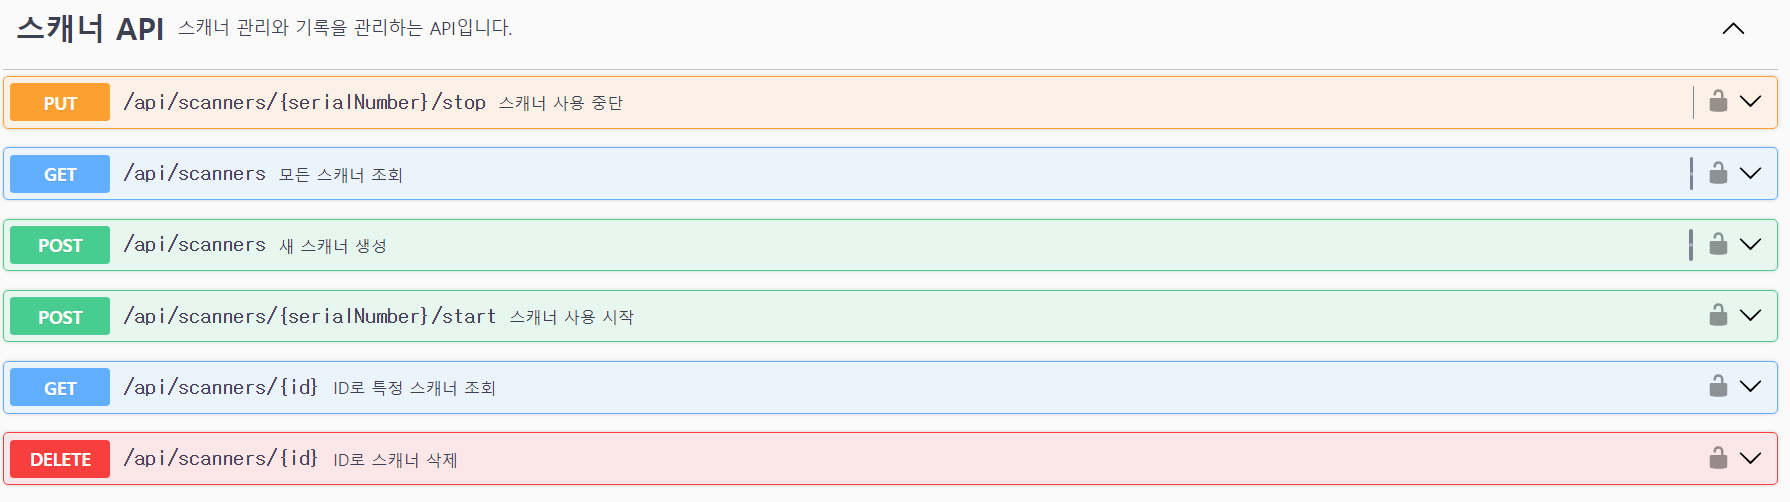 스캐너 API 스캐너 관리와 기록을 관리하는 API입니다.
PUT /api/scanners/{serialNumber}/stop 스캐너 사용 중단
GET /api/scanners 모든 스캐너 조회
POST /api/scanners 새 스캐너 생성
POST /api/scanners/{serialNumber}/start 스캐너 사용 시작
GET /api/scanners/{id} ID로 특정 스캐너 조회
DELETE /api/scanners/{id} ID로 스캐너 삭제